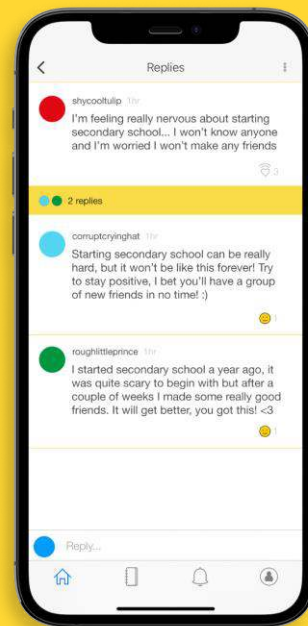 Replies
shycooltulip 1hr
I'm feeling really nervous about starting
secondary school... I won't know anyone
and I'm worried I won't make any friends
3
2 replies
corruptcryinghat 1hr
Starting secondary school can be really
hard, but it won't be like this forever! Try
to stay positive, I bet you'll have a group
of new friends in no time! :)
1
roughlittleprince 1hr
I started secondary school a year ago, it
was quite scary to begin with but after a
couple of weeks I made some really good
friends. It will get better, you got this! <3
1
Reply...